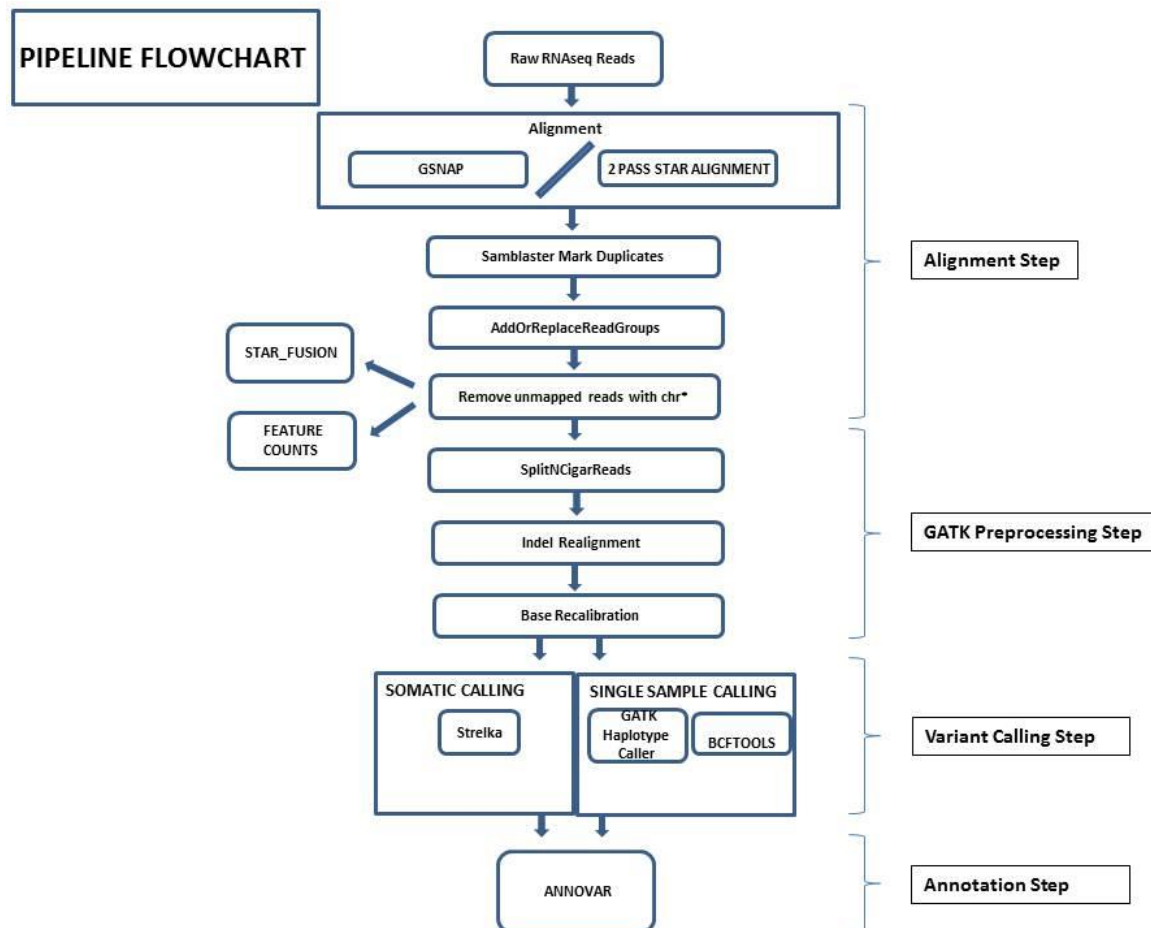 PIPELINE FLOWCHART
Raw RNAseq Reads
Alignment
GSNAP
2 PASS STAR ALIGNMENT
Samblaster Mark Duplicates
Alignment Step
AddOrReplaceReadGroups
STAR_FUSION
Remove unmapped reads with chr*
FEATURE
COUNTS
SplitNCigarReads
Indel Realignment
GATK Preprocessing Step
Base Recalibration
SOMATIC CALLING
Strelka
SINGLE SAMPLE CALLING
GATK
Haplotype
Caller
BCFTOOLS
Variant Calling Step
ANNOVAR
Annotation Step